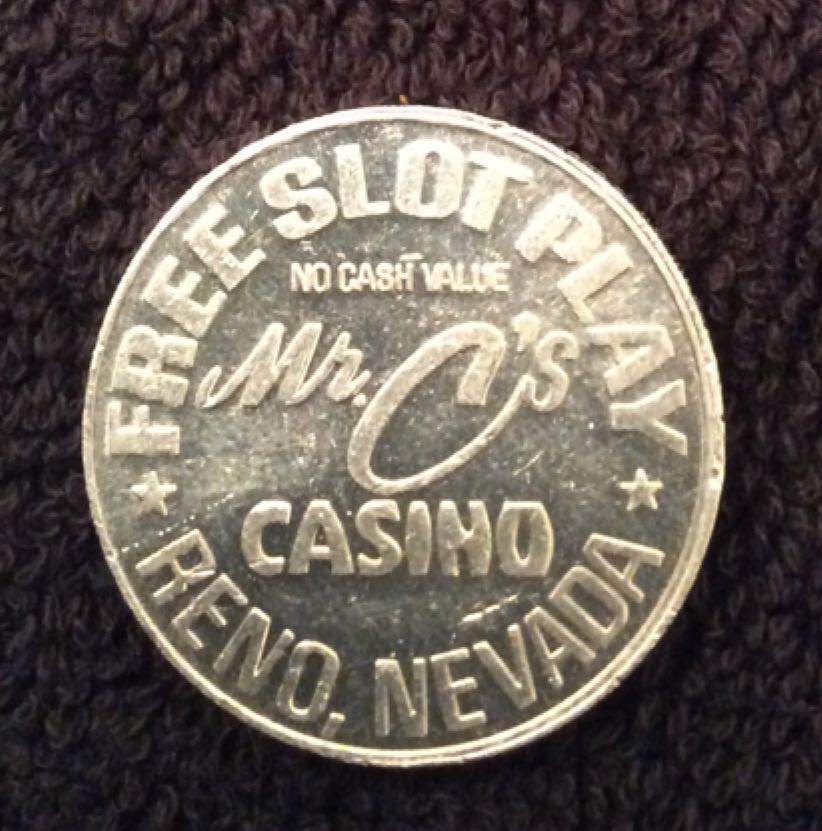 FREE SLOT PLAY
NO CASH VALUE
Mr. C's
CASINO
RENO, NEVADA